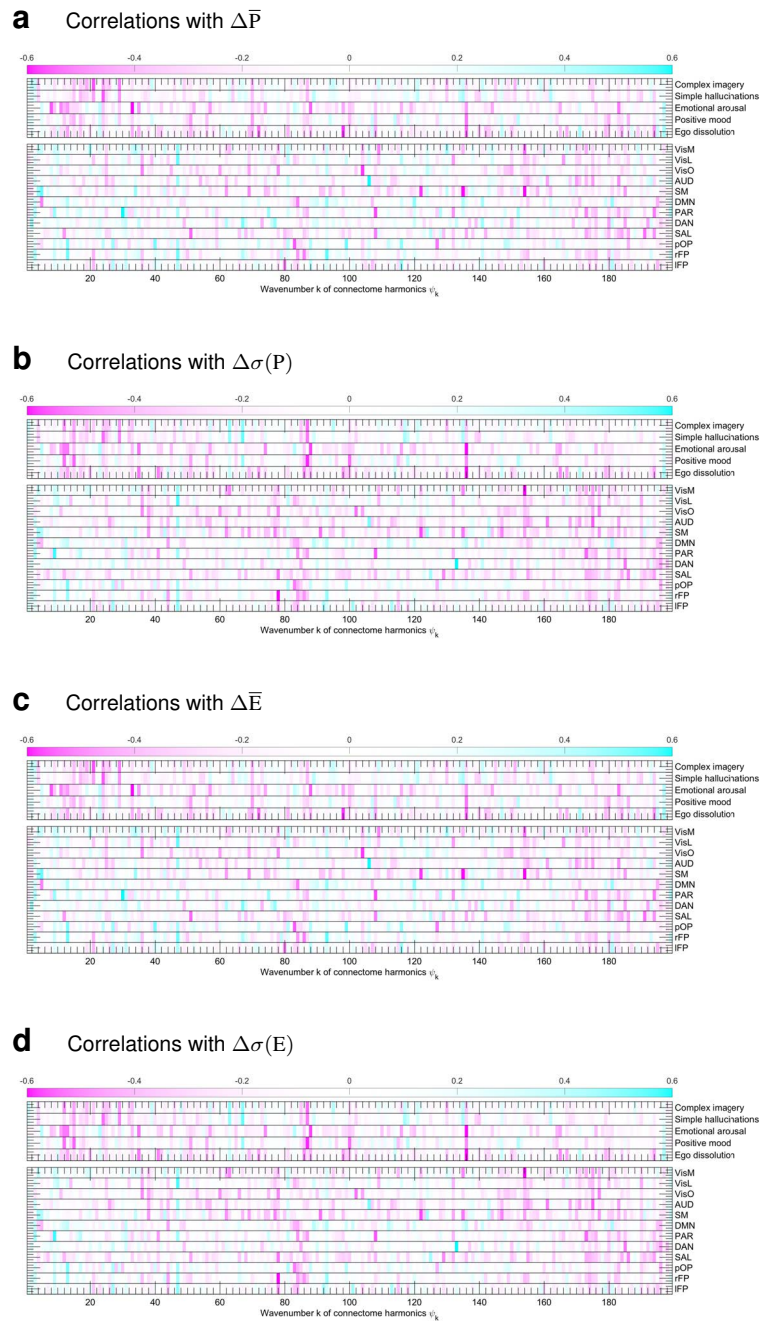 a Correlations with ΔP̅
-0.6 -0.4 -0.2 0 0.2 0.4 0.6
Complex imagery
Simple hallucinations
Emotional arousal
Positive mood
Ego dissolution
VisM
VisL
VisO
AUD
SM
DMN
PAR
DAN
SAL
pOP
rFP
lFP
20 40 60 80 100 120 140 160 180
Wavenumber k of connectome harmonics ψk
b Correlations with Δσ(P)
-0.6 -0.4 -0.2 0 0.2 0.4 0.6
Complex imagery
Simple hallucinations
Emotional arousal
Positive mood
Ego dissolution
VisM
VisL
VisO
AUD
SM
DMN
PAR
DAN
SAL
pOP
rFP
lFP
20 40 60 80 100 120 140 160 180
Wavenumber k of connectome harmonics ψk
c Correlations with ΔE̅
-0.6 -0.4 -0.2 0 0.2 0.4 0.6
Complex imagery
Simple hallucinations
Emotional arousal
Positive mood
Ego dissolution
VisM
VisL
VisO
AUD
SM
DMN
PAR
DAN
SAL
pOP
rFP
lFP
20 40 60 80 100 120 140 160 180
Wavenumber k of connectome harmonics ψk
d Correlations with Δσ(E)
-0.6 -0.4 -0.2 0 0.2 0.4 0.6
Complex imagery
Simple hallucinations
Emotional arousal
Positive mood
Ego dissolution
VisM
VisL
VisO
AUD
SM
DMN
PAR
DAN
SAL
pOP
rFP
lFP
20 40 60 80 100 120 140 160 180
Wavenumber k of connectome harmonics ψk